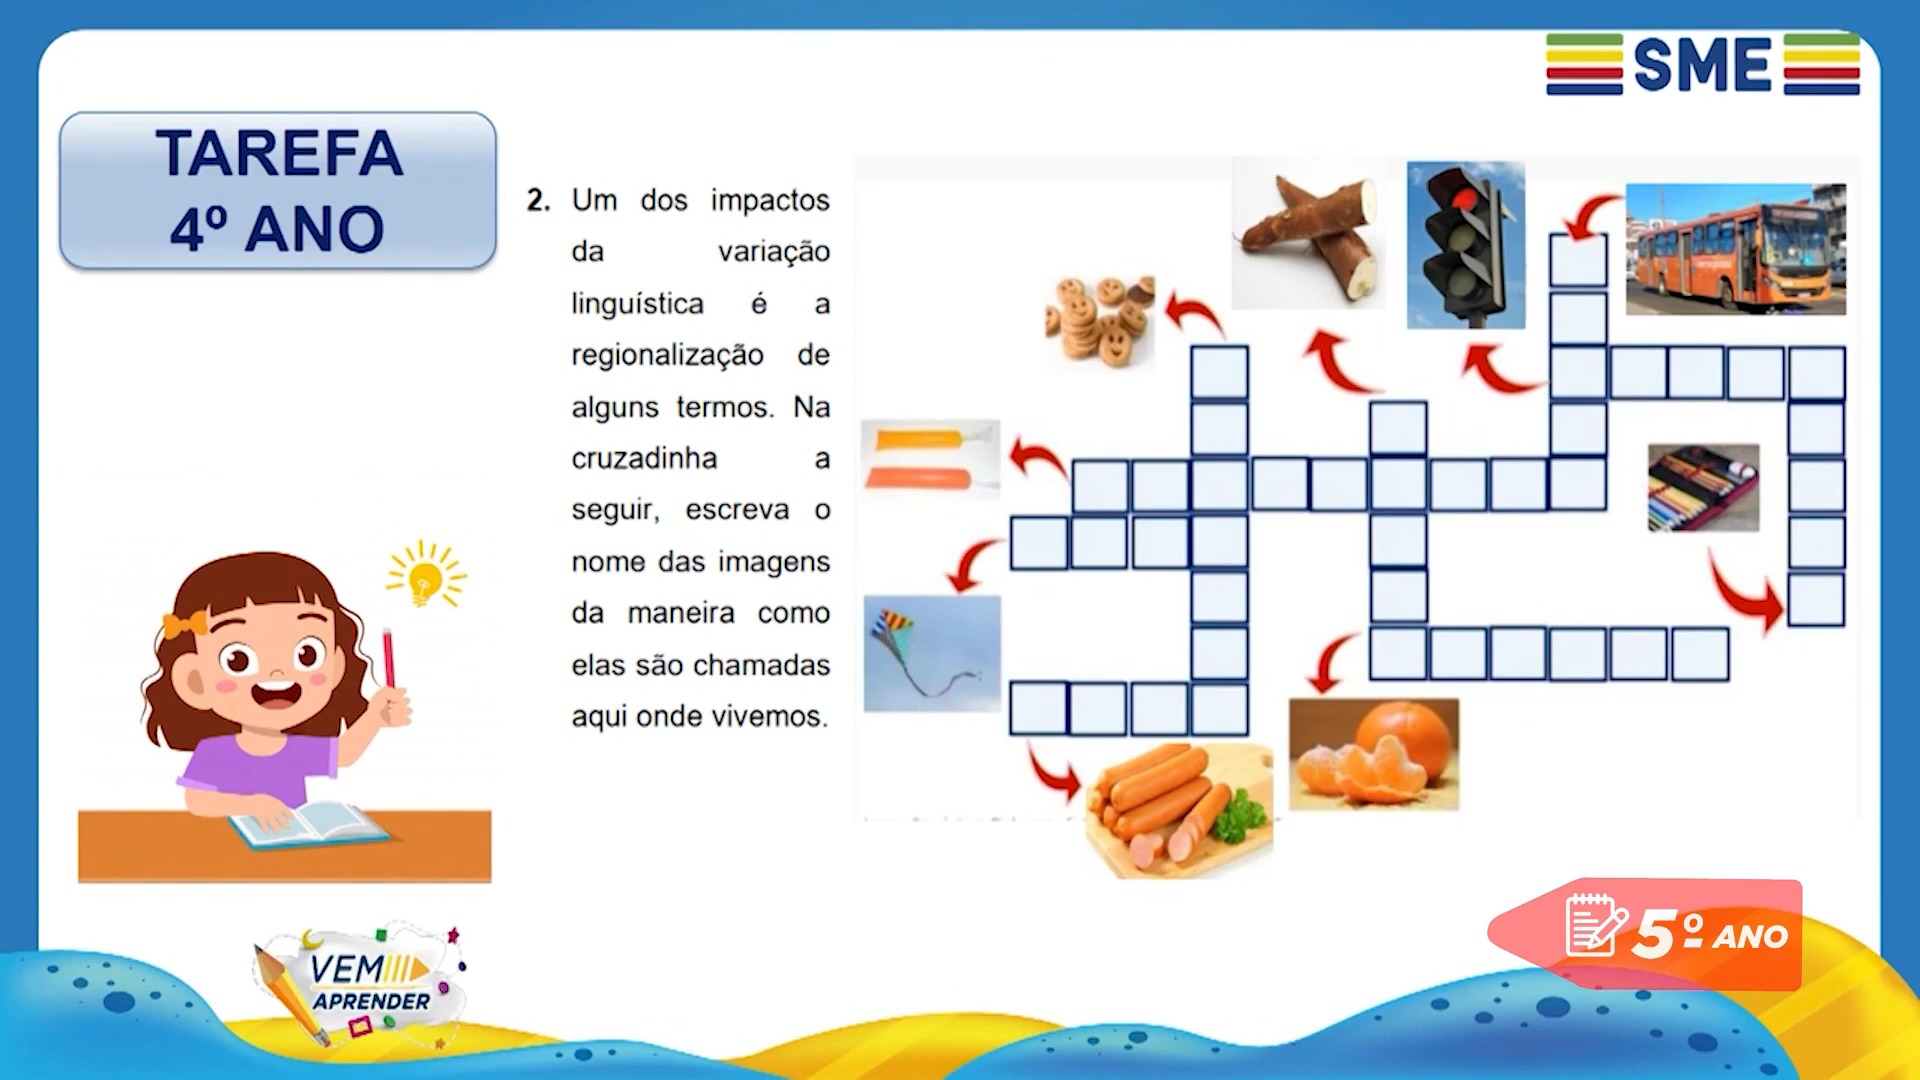 SME
TAREFA
4º ANO
2. Um dos impactos
da variação
linguística é a
regionalização de
alguns termos. Na
cruzadinha a
seguir, escreva o
nome das imagens
da maneira como
elas são chamadas
aqui onde vivemos.
VEM
APRENDER
5º ANO